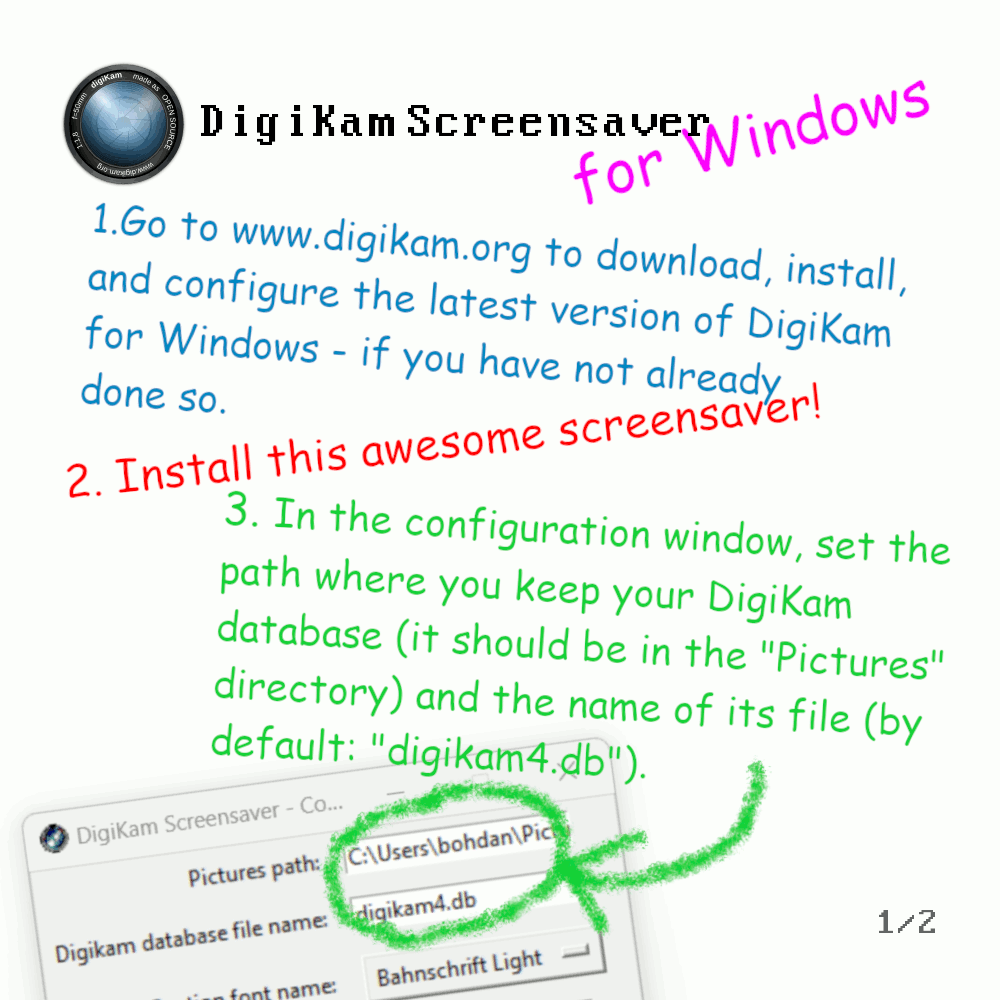 digiKam made as OPEN SOURCE www.digikam.org 1:1.8 f=50mm
DigiKam Screensaver
for Windows
1.Go to www.digikam.org to download, install,
and configure the latest version of DigiKam
for Windows - if you have not already
done so.
2. Install this awesome screensaver!
3. In the configuration window, set the
path where you keep your DigiKam
database (it should be in the "Pictures"
directory) and the name of its file (by
default: "digikam4.db").
DigiKam Screensaver - Co...
Pictures path: C:\Users\bohdan\Pict
Digikam database file name: digikam4.db
font name: Bahnschrift Light
1/2